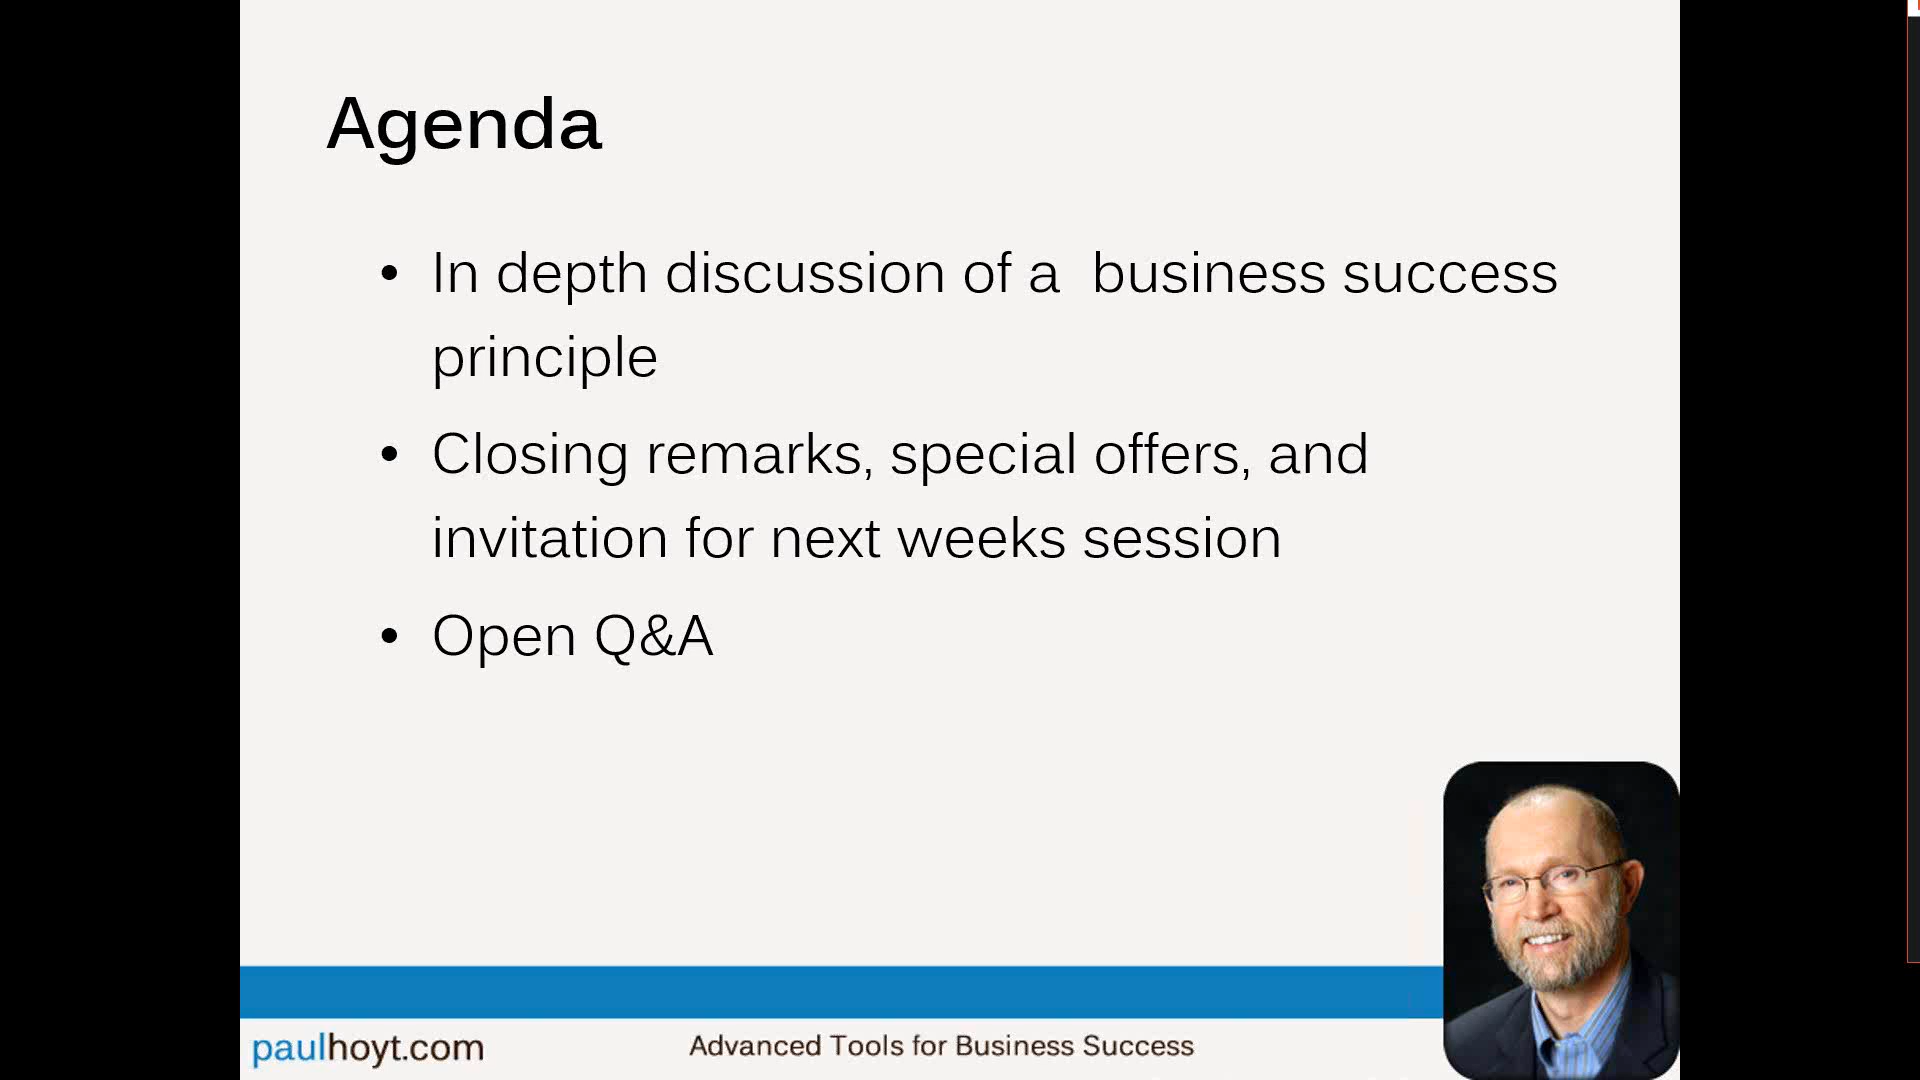 Agenda
• In depth discussion of a  business success
principle
• Closing remarks, special offers, and
invitation for next weeks session
• Open Q&A
paulhoyt.com
Advanced Tools for Business Success